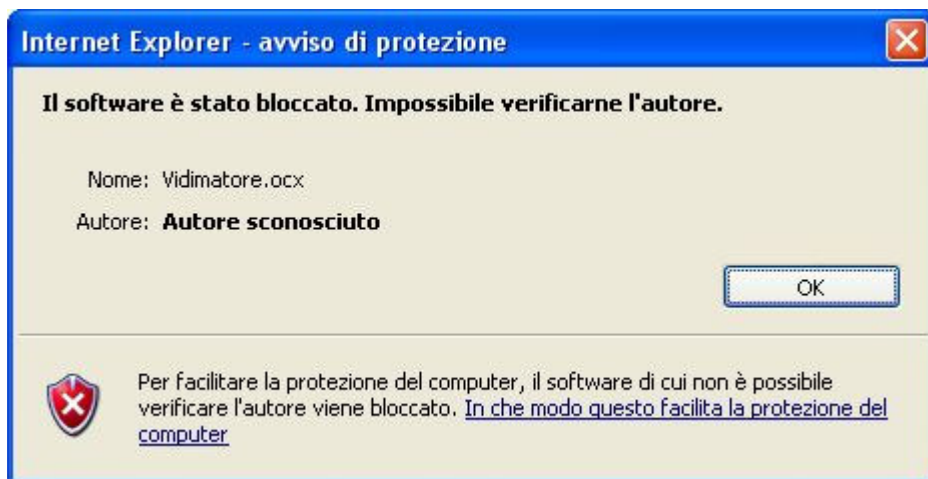 Internet Explorer - avviso di protezione
Il software è stato bloccato. Impossibile verificarne l'autore.
Nome: Vidimatore.ocx
Autore: Autore sconosciuto
OK
Per facilitare la protezione del computer, il software di cui non è possibile
verificare l'autore viene bloccato. In che modo questo facilita la protezione del
computer